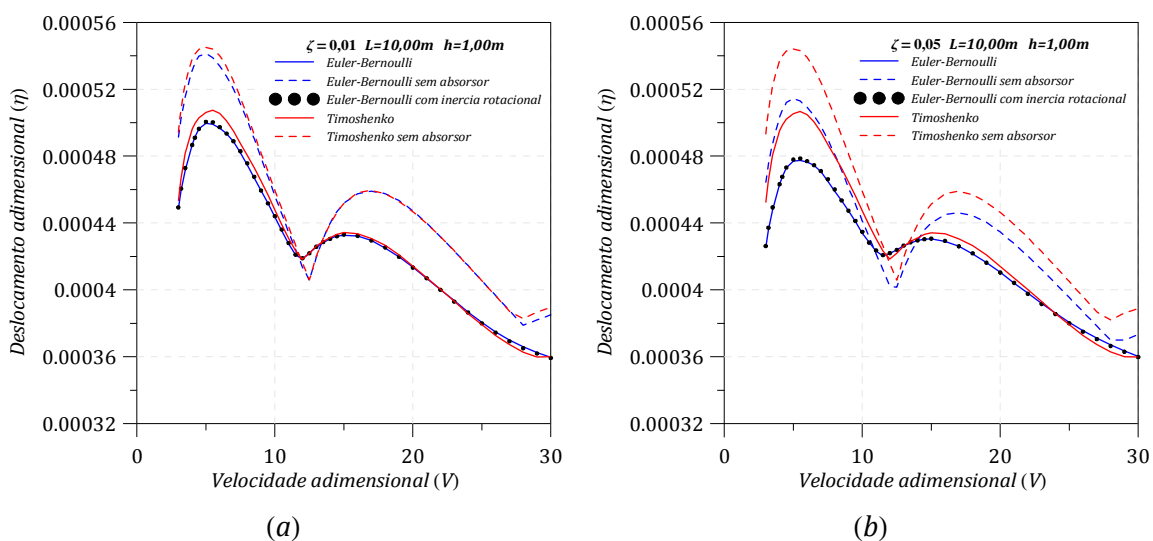 0.00056
0.00052
0.00048
0.00044
0.0004
0.00036
0.00032
Deslocamento adimensional (η)
ζ = 0,01 L=10,00m h=1,00m
Euler-Bernoulli
Euler-Bernoulli sem absorsor
Euler-Bernoulli com inercia rotacional
Timoshenko
Timoshenko sem absorsor
0 10 20 30
Velocidade adimensional (V)
(a)
0.00056
0.00052
0.00048
0.00044
0.0004
0.00036
0.00032
Deslocamento adimensional (η)
ζ = 0,05 L=10,00m h=1,00m
Euler-Bernoulli
Euler-Bernoulli sem absorsor
Euler-Bernoulli com inercia rotacional
Timoshenko
Timoshenko sem absorsor
0 10 20 30
Velocidade adimensional (V)
(b)